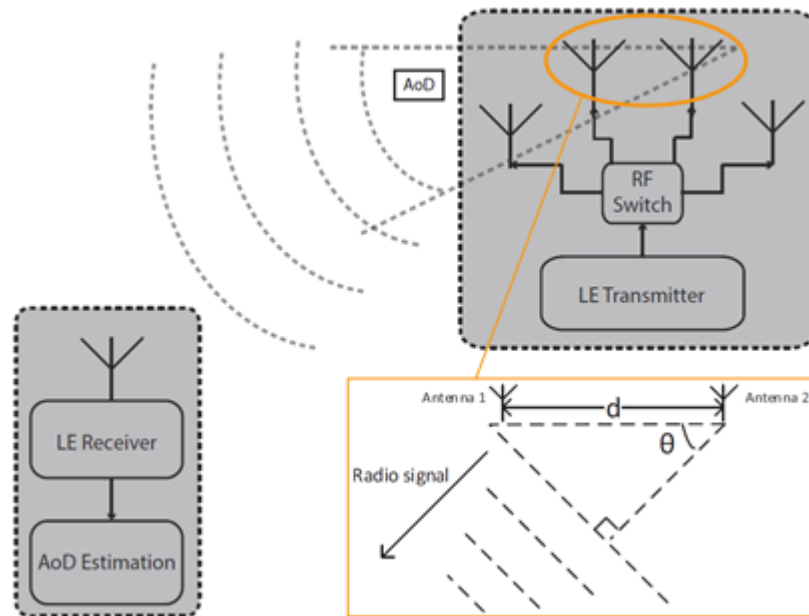 AoD
RF
Switch
LE Transmitter
LE Receiver
AoD Estimation
Antenna 1
d
Antenna 2
θ
Radio signal